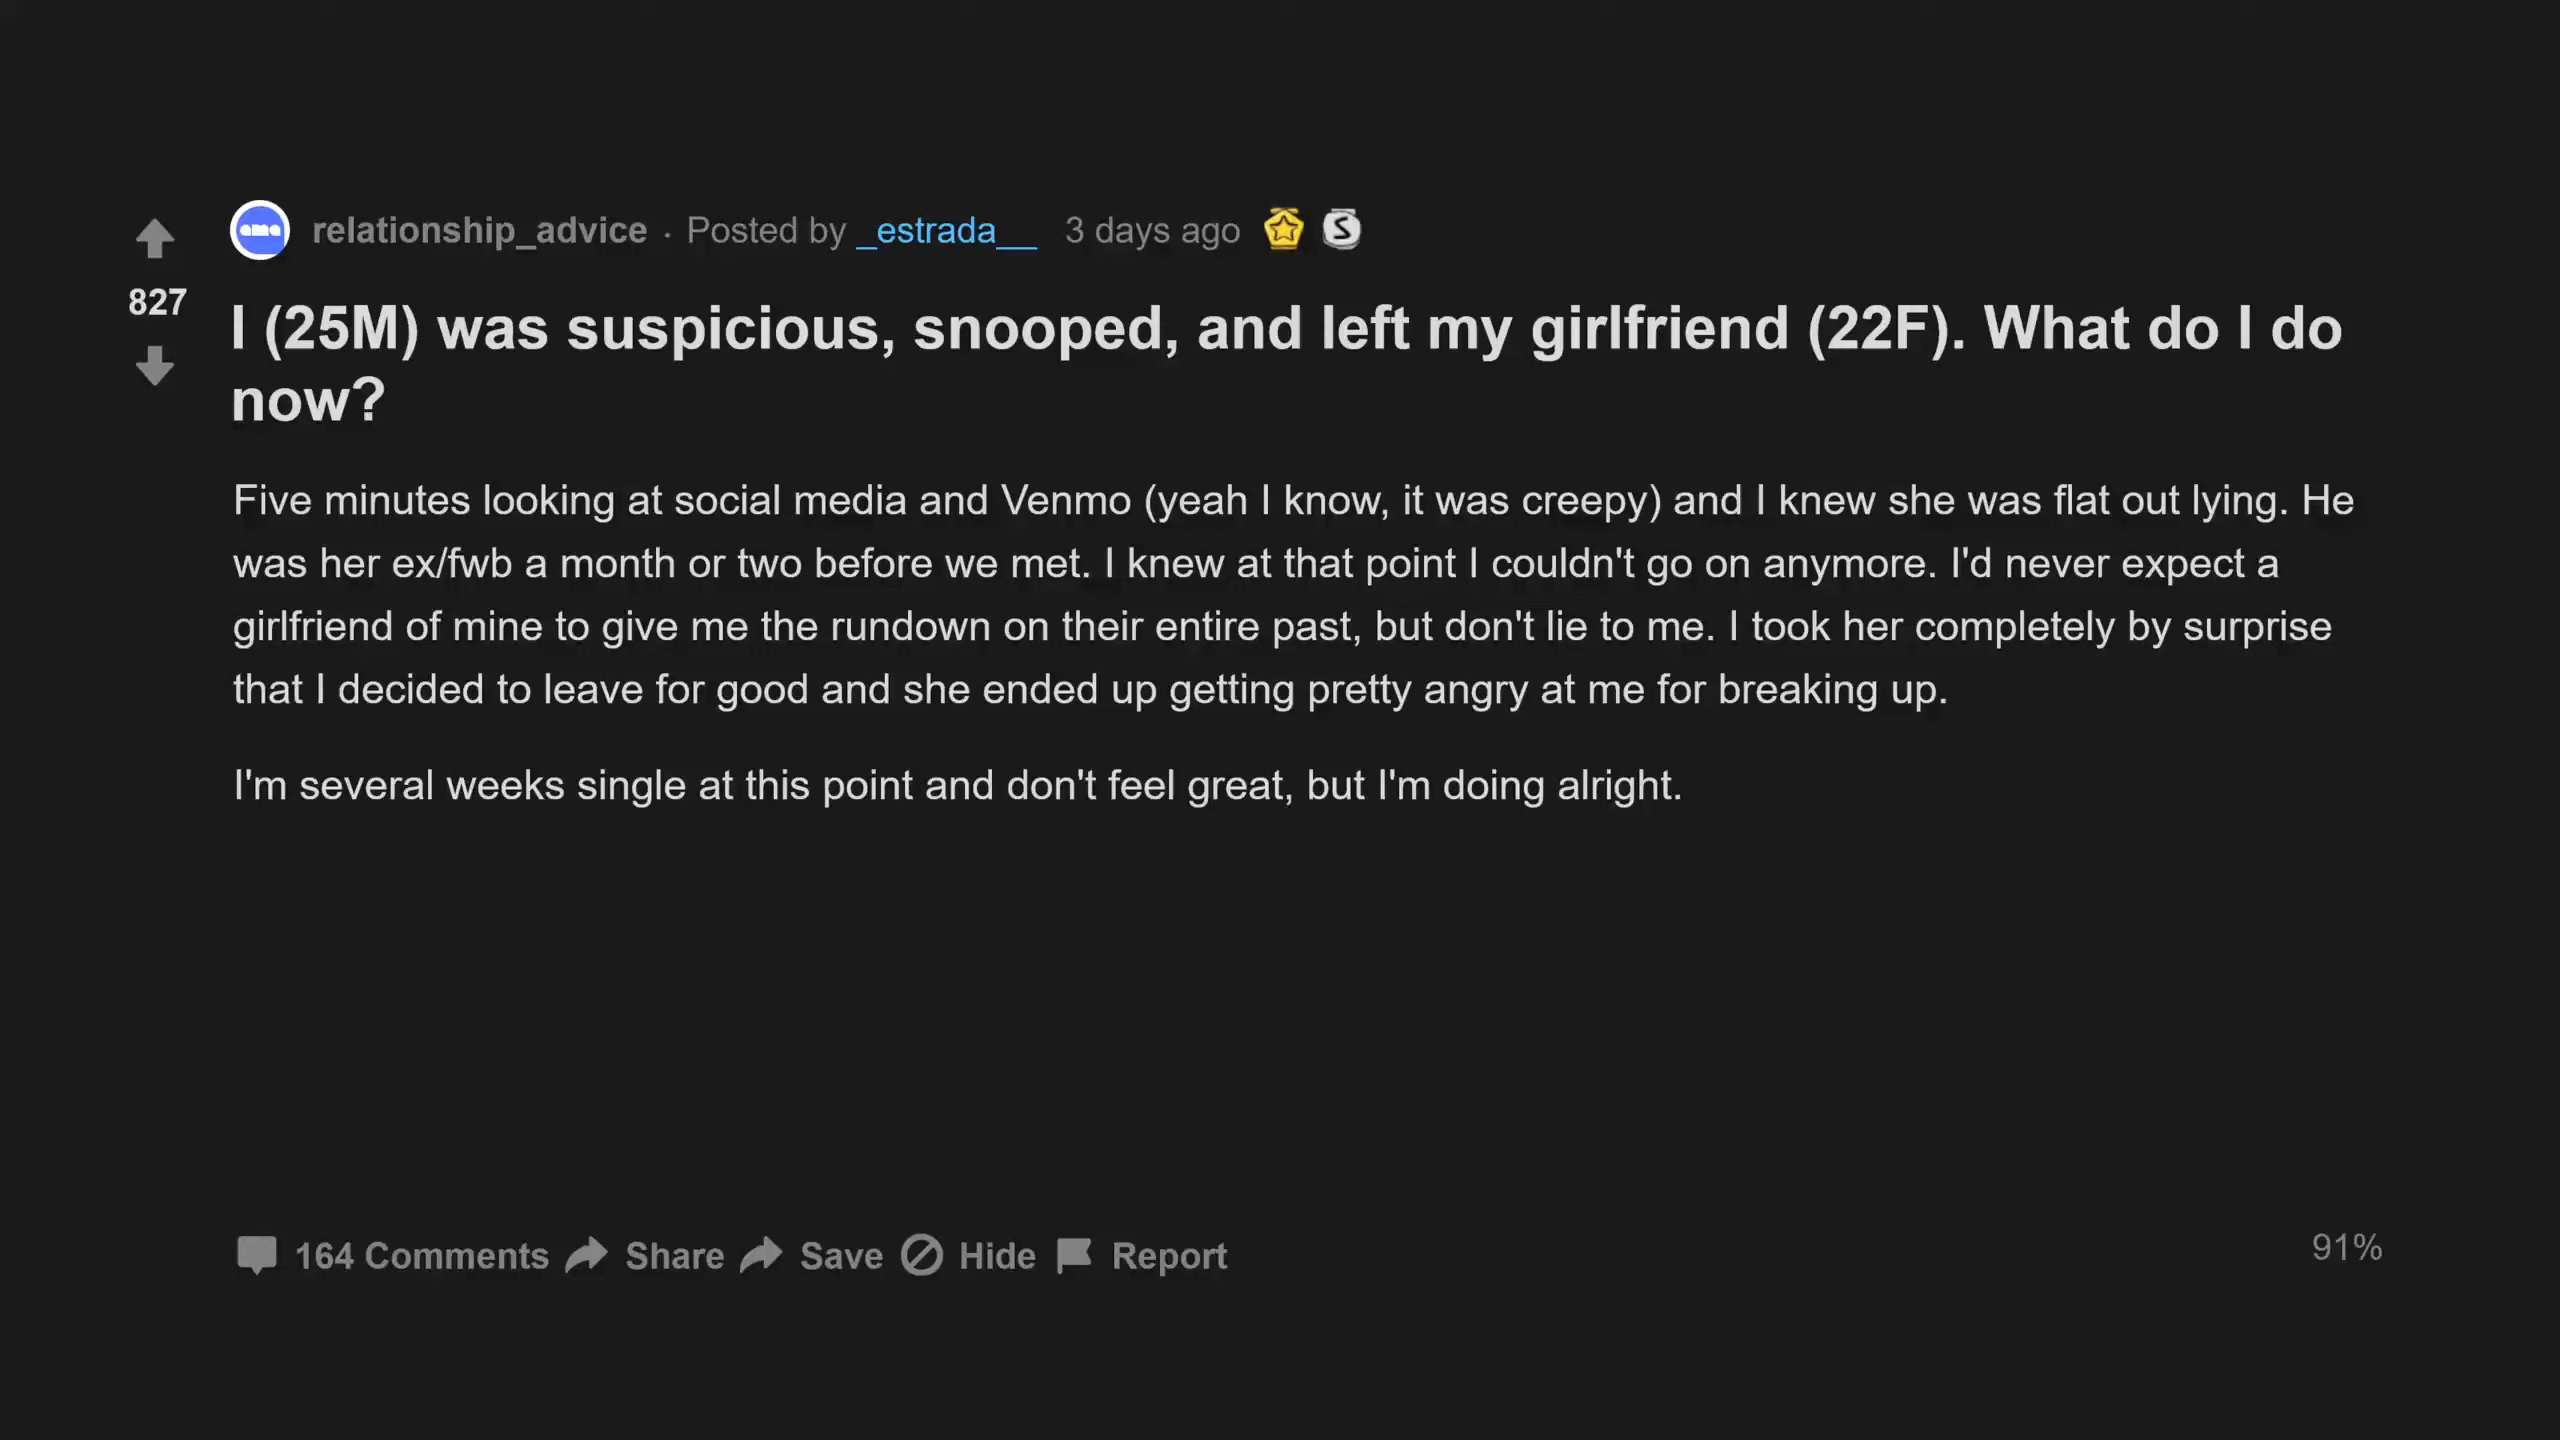 relationship_advice · Posted by _estrada__ 3 days ago
827
I (25M) was suspicious, snooped, and left my girlfriend (22F). What do I do
now?
Five minutes looking at social media and Venmo (yeah I know, it was creepy) and I knew she was flat out lying. He
was her ex/fwb a month or two before we met. I knew at that point I couldn't go on anymore. I'd never expect a
girlfriend of mine to give me the rundown on their entire past, but don't lie to me. I took her completely by surprise
that I decided to leave for good and she ended up getting pretty angry at me for breaking up.
I'm several weeks single at this point and don't feel great, but I'm doing alright.
164 Comments Share Save Hide Report
91%